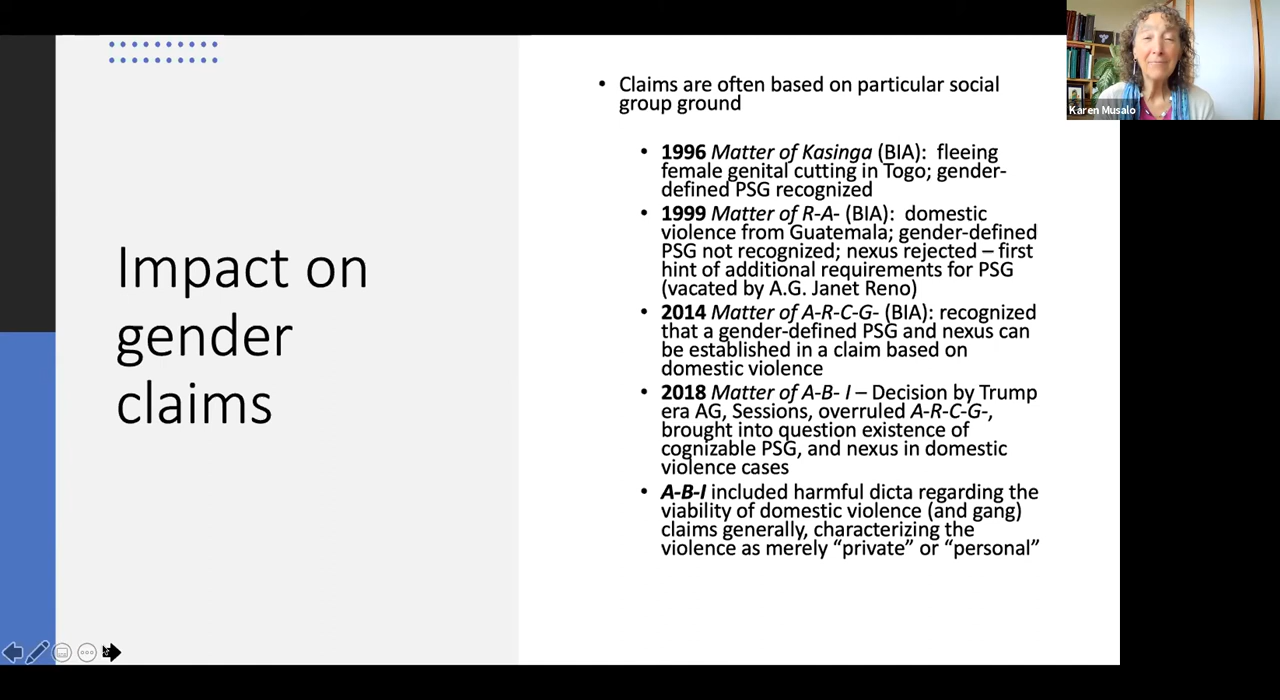 Impact on
gender
claims
• Claims are often based on particular social
group ground
• 1996 Matter of Kasinga (BIA): fleeing
female genital cutting in Togo; gender-
defined PSG recognized
• 1999 Matter of R-A- (BIA): domestic
violence from Guatemala; gender-defined
PSG not recognized; nexus rejected – first
hint of additional requirements for PSG
(vacated by A.G. Janet Reno)
• 2014 Matter of A-R-C-G- (BIA): recognized
that a gender-defined PSG and nexus can
be established in a claim based on
domestic violence
• 2018 Matter of A-B- I – Decision by Trump
era AG, Sessions, overruled A-R-C-G-,
brought into question existence of
cognizable PSG, and nexus in domestic
violence cases
• A-B-I included harmful dicta regarding the
viability of domestic violence (and gang)
claims generally, characterizing the
violence as merely “private” or “personal”
Karen Musalo